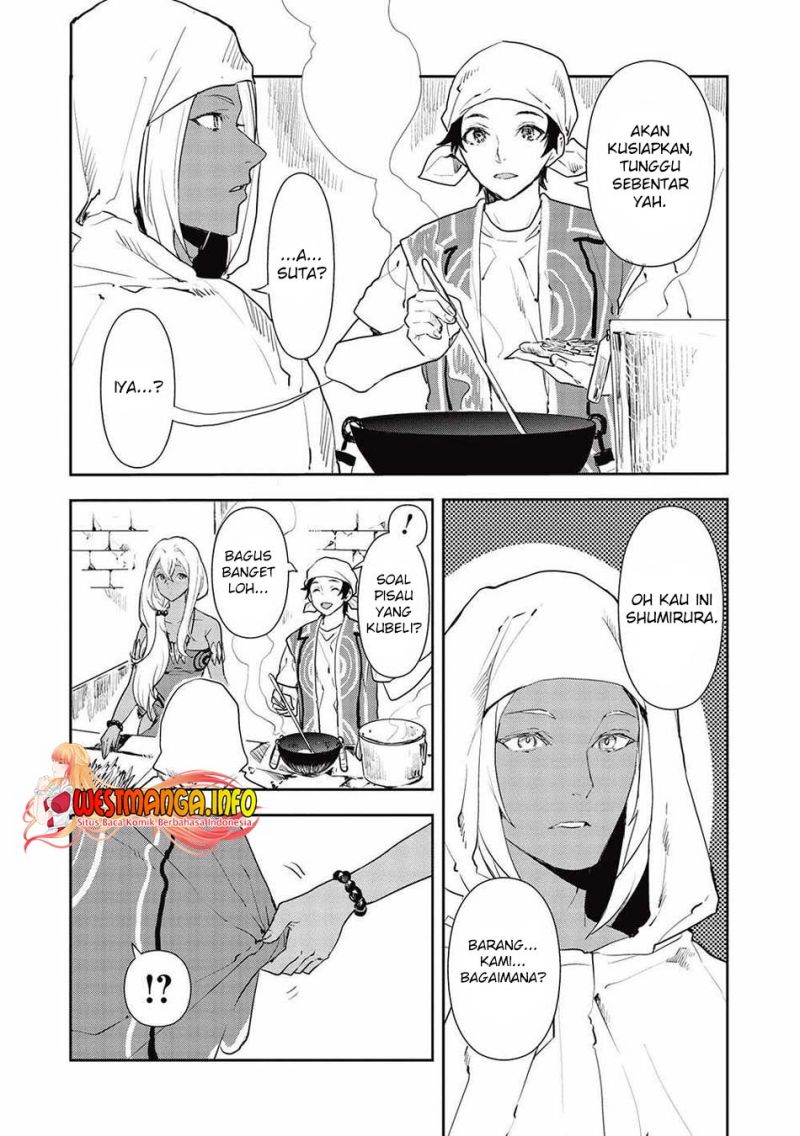 AKAN
KUSIAPKAN,
TUNGGU
SEBENTAR
YAH.
...A...
SUTA?
IYA...?
OH KAU INI
SHUMIRURA.
BARANG...
KAMI...
BAGAIMANA?
!
SOAL
PISAU
YANG
KUBELI?
BAGUS
BANGET
LOH...
WESTMANGA.INFO
Situs Baca Komik Berbahasa Indonesia
!?